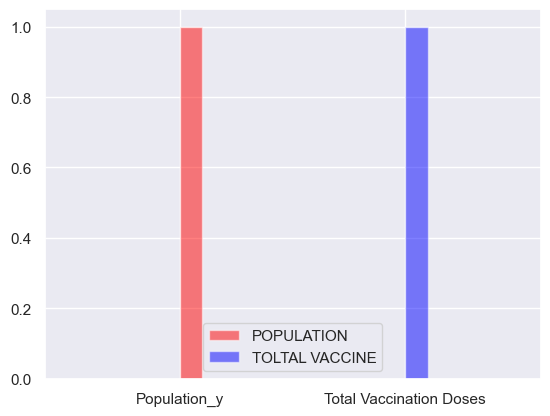 1.0
0.8
0.6
0.4
0.2
0.0
POPULATION
TOLTAL VACCINE
Population_y
Total Vaccination Doses